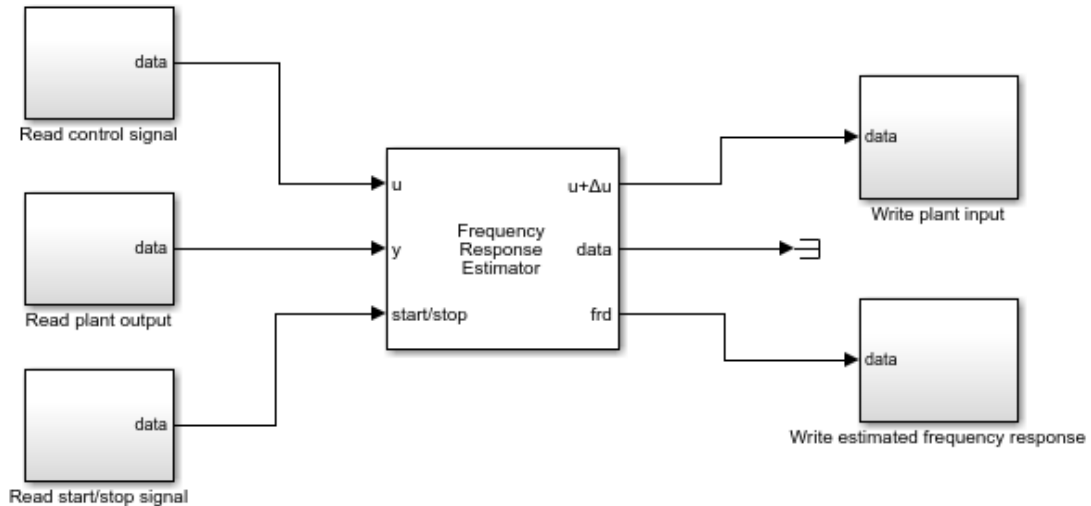 data
Read control signal
data
Read plant output
data
Read start/stop signal
u
y
start/stop
Frequency
Response
Estimator
u+Δu
data
frd
data
Write plant input
data
Write estimated frequency response